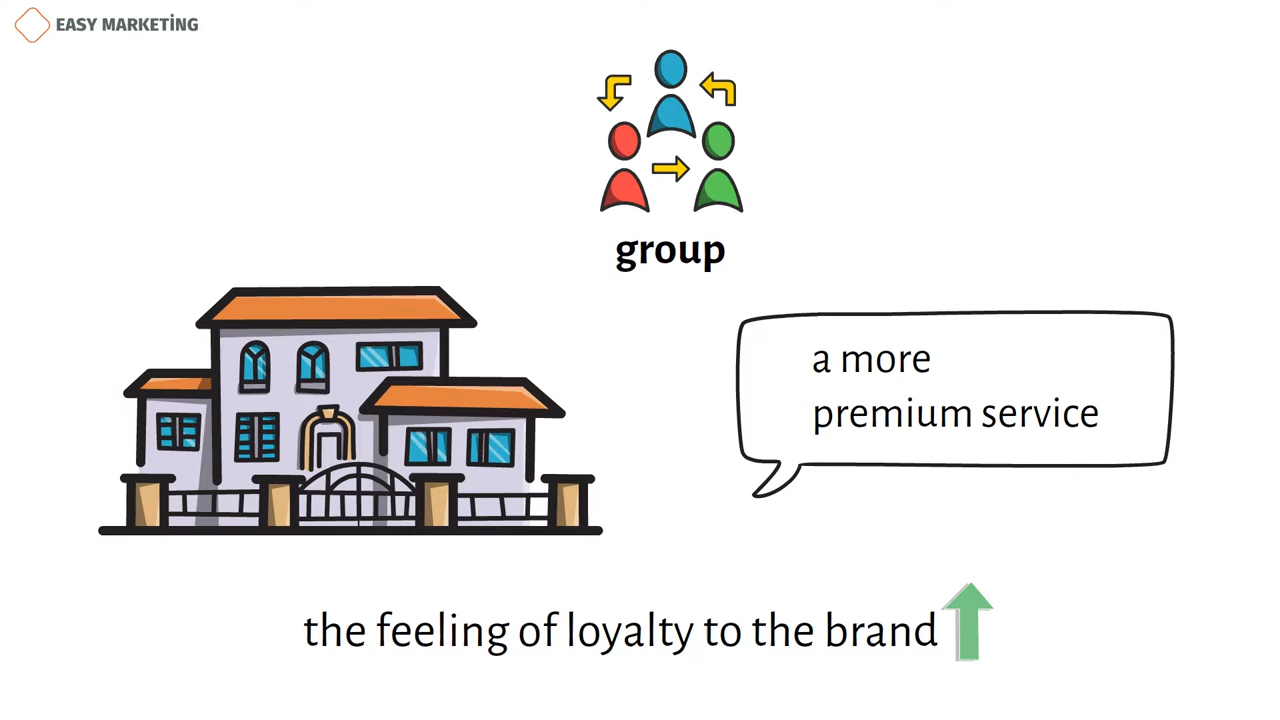 EASY MARKETİNG
group
a more
premium service
the feeling of loyalty to the brand